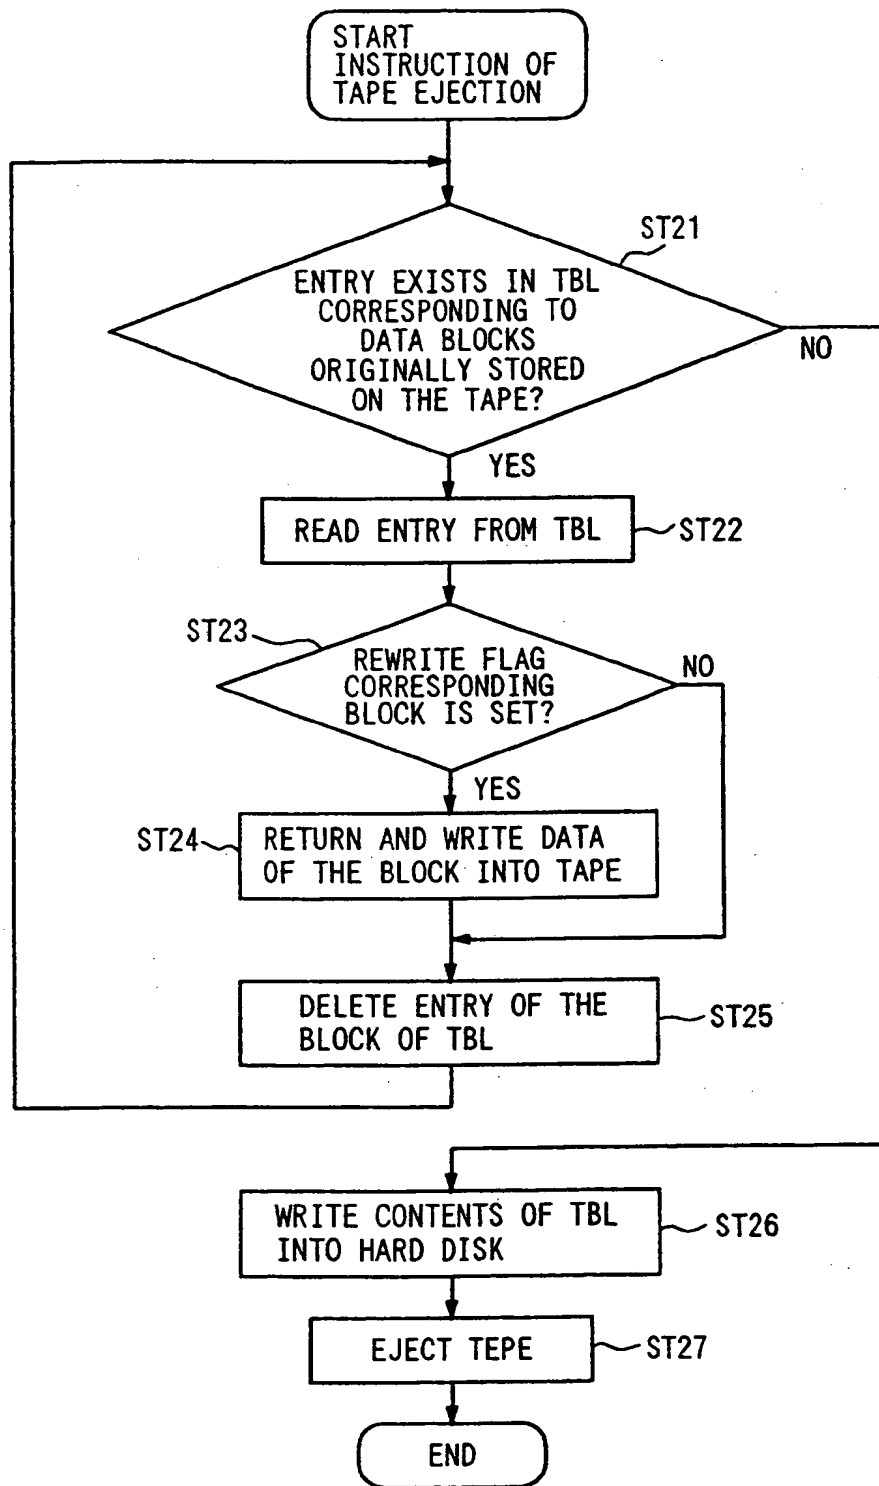 START
INSTRUCTION OF
TAPE EJECTION
ST21
ENTRY EXISTS IN TBL
CORRESPONDING TO
DATA BLOCKS
ORIGINALLY STORED
ON THE TAPE?
NO
YES
READ ENTRY FROM TBL
ST22
ST23
REWRITE FLAG
CORRESPONDING
BLOCK IS SET?
NO
YES
ST24
RETURN AND WRITE DATA
OF THE BLOCK INTO TAPE
DELETE ENTRY OF THE
BLOCK OF TBL
ST25
WRITE CONTENTS OF TBL
INTO HARD DISK
ST26
EJECT TEPE
ST27
END